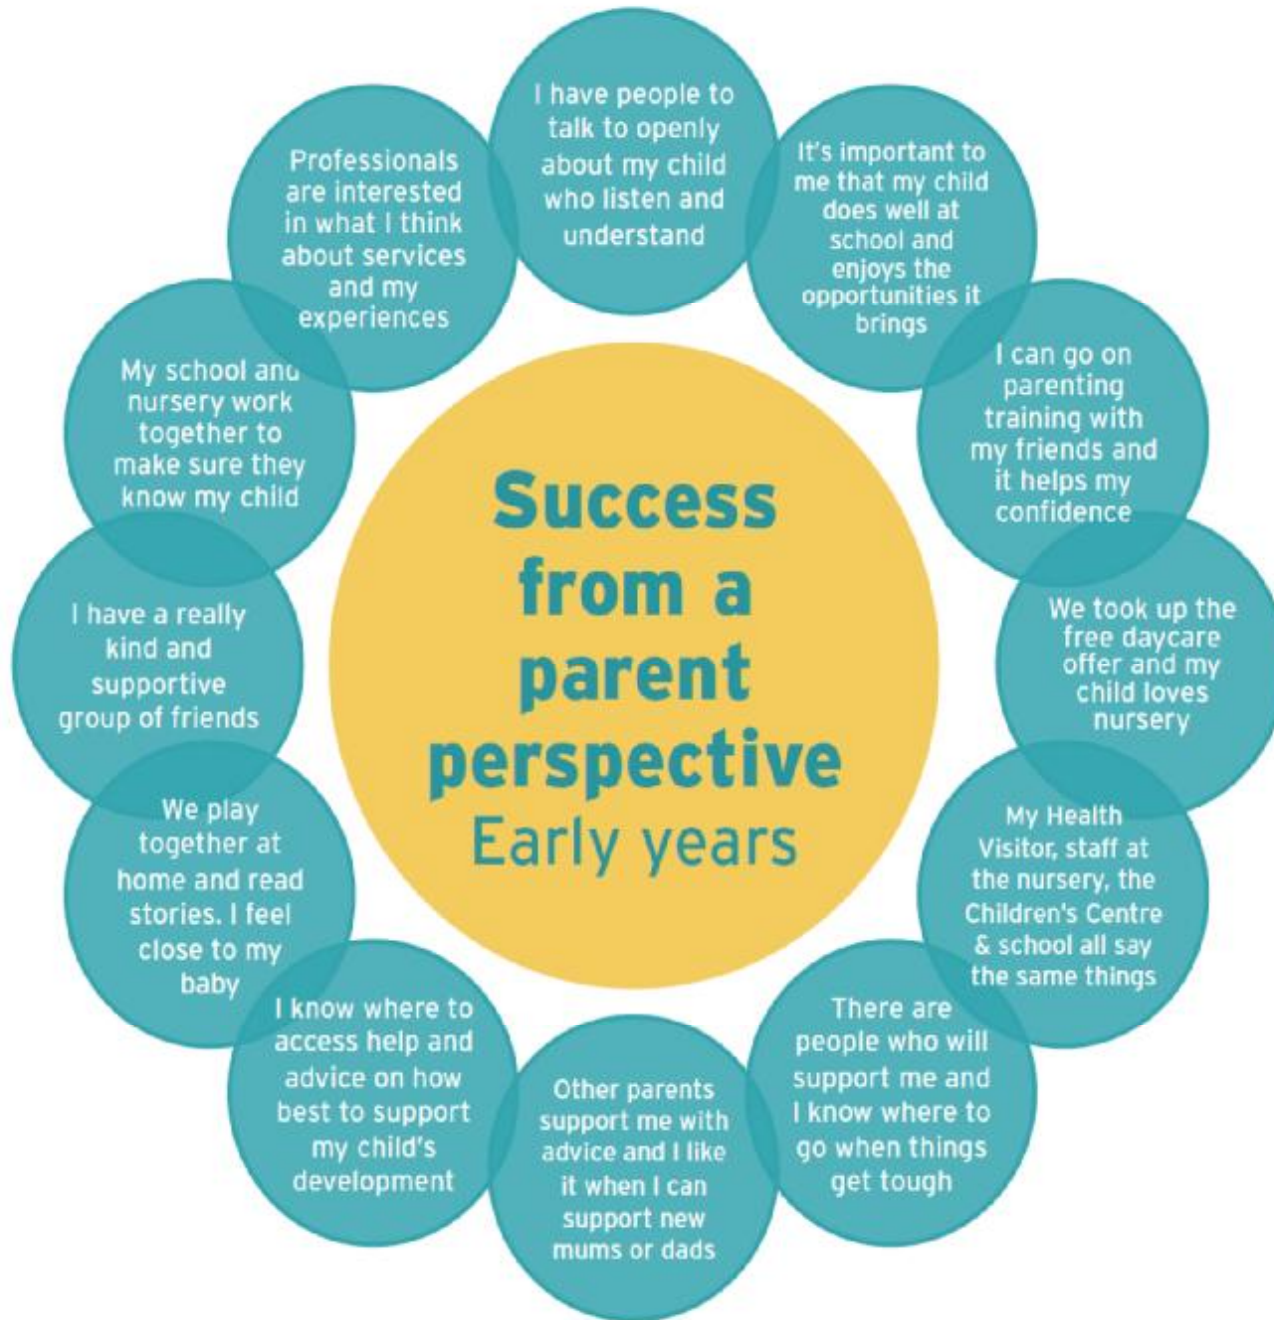 I have people to
talk to openly
about my child
who listen and
understand
It's important to
me that my child
does well at
school and
enjoys the
opportunities it
brings
I can go on
parenting
training with
my friends and
it helps my
confidence
We took up the
free daycare
offer and my
child loves
nursery
My Health
Visitor, staff at
the nursery, the
Children's Centre
& school all say
the same things
There are
people who will
support me and
I know where to
go when things
get tough
Other parents
support me with
advice and I like
it when I can
support new
mums or dads
I know where to
access help and
advice on how
best to support
my child's
development
We play
together at
home and read
stories. I feel
close to my
baby
I have a really
kind and
supportive
group of friends
My school and
nursery work
together to
make sure they
know my child
Professionals
are interested
in what I think
about services
and my
experiences
Success
from a
parent
perspective
Early years